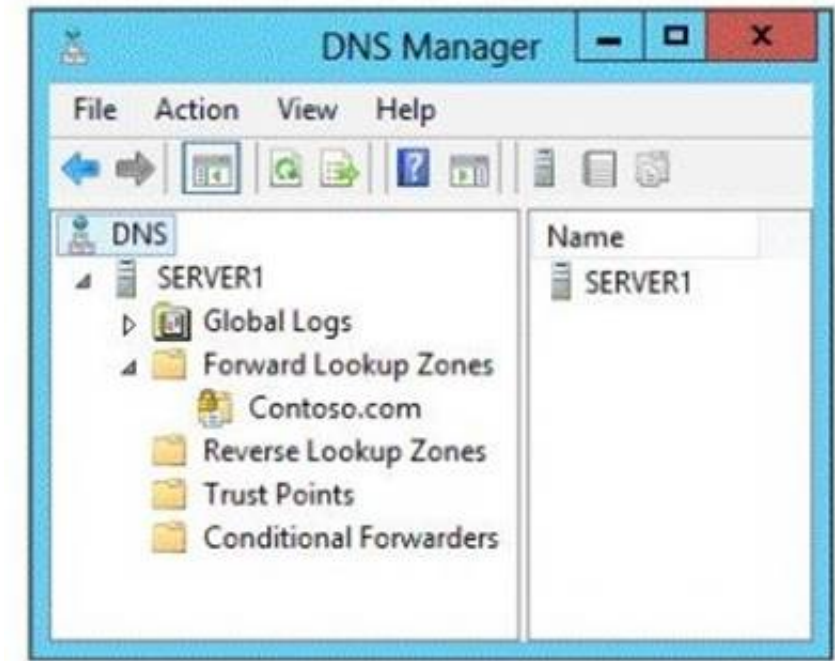 DNS Manager
File Action View Help
DNS
SERVER1
Global Logs
Forward Lookup Zones
Contoso.com
Reverse Lookup Zones
Trust Points
Conditional Forwarders
Name
SERVER1